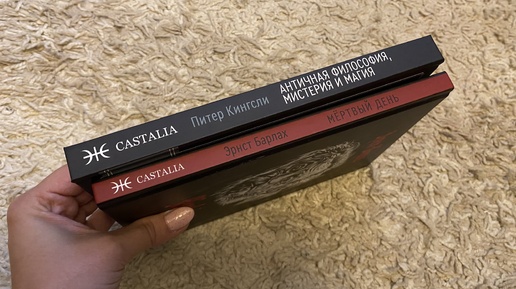 CASTALIA
Питер Кингсли
АНТИЧНАЯ ФИЛОСОФИЯ,
МИСТЕРИЯ И МАГИЯ
CASTALIA
Эрнст Барлах
МЁРТВЫЙ ДЕНЬ